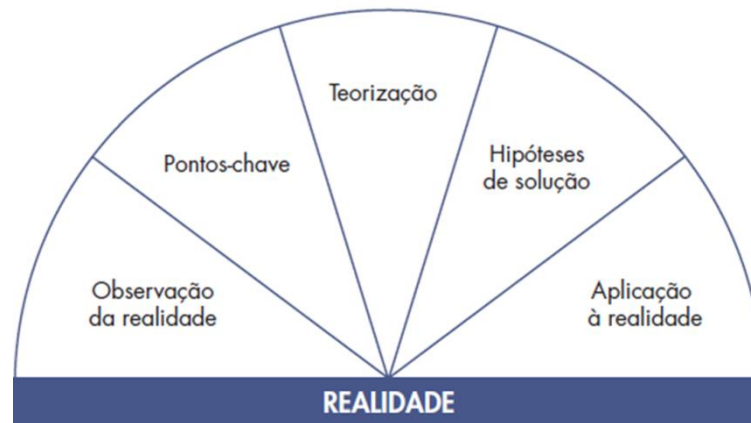 Observação
da realidade
Pontos-chave
Teorização
Hipóteses
de solução
Aplicação
à realidade
REALIDADE